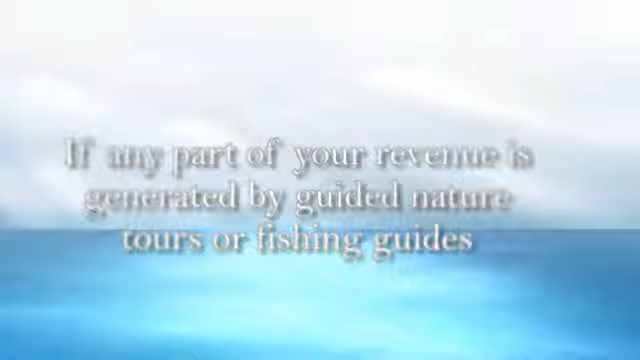 If any part of your revenue is
generated by guided nature
tours or fishing guides